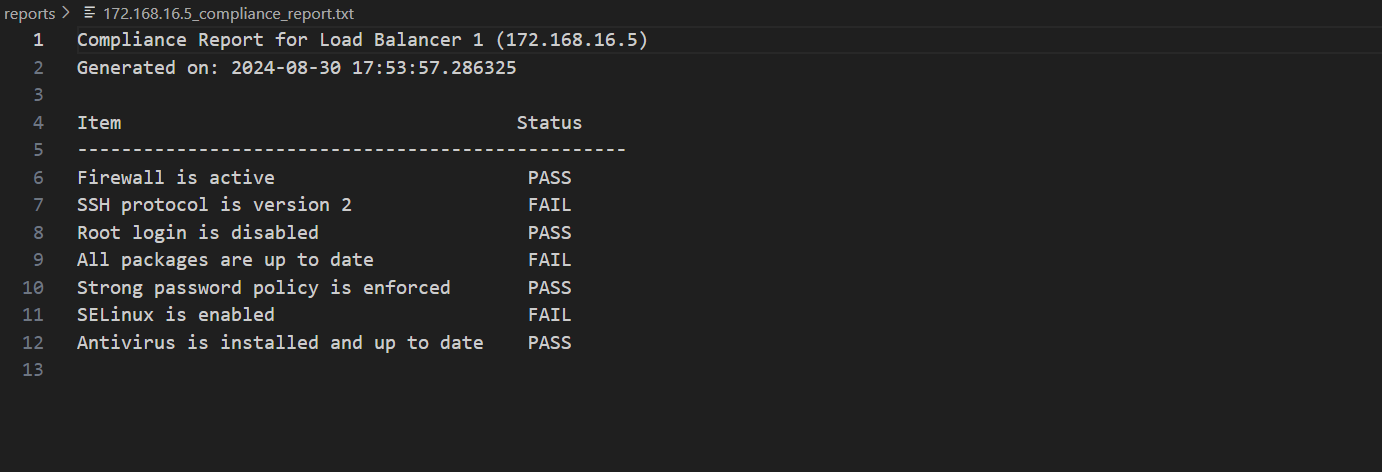 reports > 172.168.16.5_compliance_report.txt
1 Compliance Report for Load Balancer 1 (172.168.16.5)
2 Generated on: 2024-08-30 17:53:57.286325
3
4 Item                                    Status
5 --------------------------------------------------
6 Firewall is active                       PASS
7 SSH protocol is version 2                FAIL
8 Root login is disabled                   PASS
9 All packages are up to date              FAIL
10 Strong password policy is enforced       PASS
11 SELinux is enabled                       FAIL
12 Antivirus is installed and up to date    PASS
13